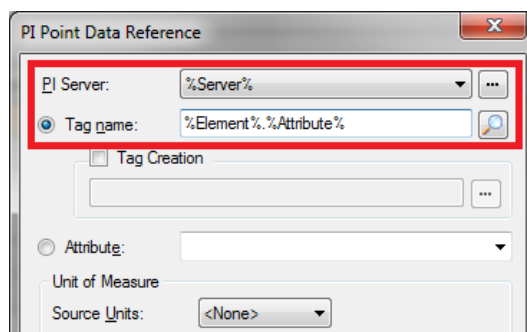 PI Point Data Reference
PI Server: %Server% ...
Tag name: %Element%.%Attribute%
Tag Creation
...
Attribute:
Unit of Measure
Source Units: <None>